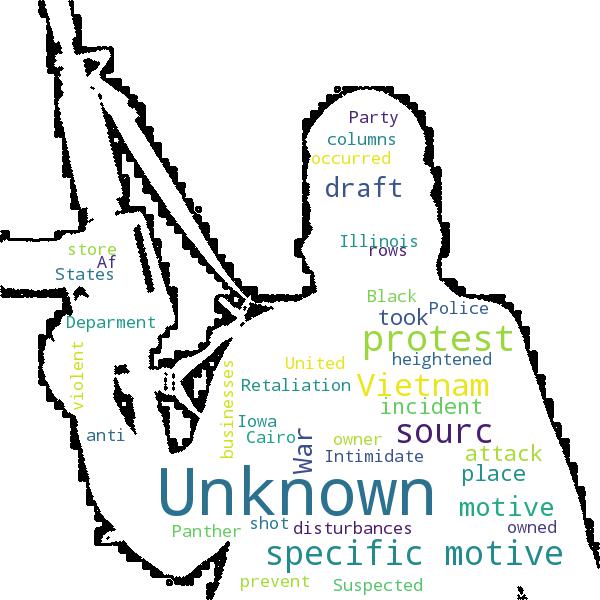 Party
columns
occurred
draft
Illinois
rows
store
Af
States
Black
Police
took
Deparment
protest
heightened
United
Vietnam
Retaliation
violent
businesses
incident
Iowa
sourc
anti
Cairo
War
owner
Intimidate
attack
place
Unknown
motive
Panther
shot
disturbances
owned
specific motive
prevent
Suspected